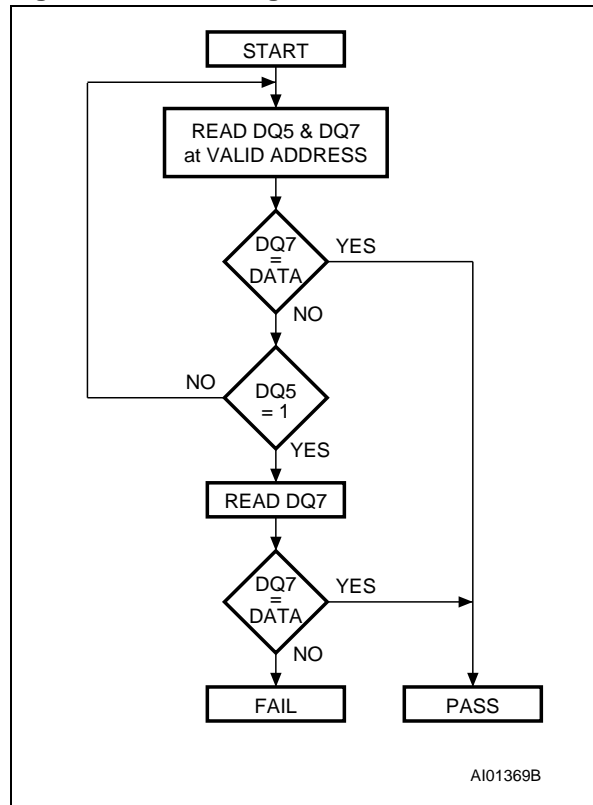 START
READ DQ5 & DQ7
at VALID ADDRESS
DQ7
=
DATA
YES
NO
DQ5
= 1
NO
YES
READ DQ7
DQ7
=
DATA
YES
NO
FAIL
PASS
AI01369B